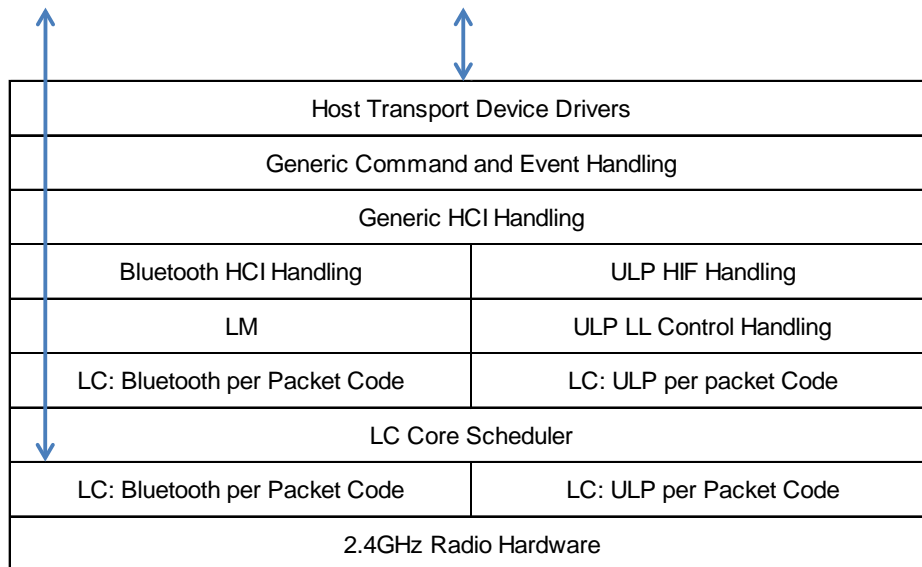 Host Transport Device Drivers
Generic Command and Event Handling
Generic HCI Handling
Bluetooth HCI Handling
ULP HIF Handling
LM
ULP LL Control Handling
LC: Bluetooth per Packet Code
LC: ULP per packet Code
LC Core Scheduler
LC: Bluetooth per Packet Code
LC: ULP per Packet Code
2.4GHz Radio Hardware